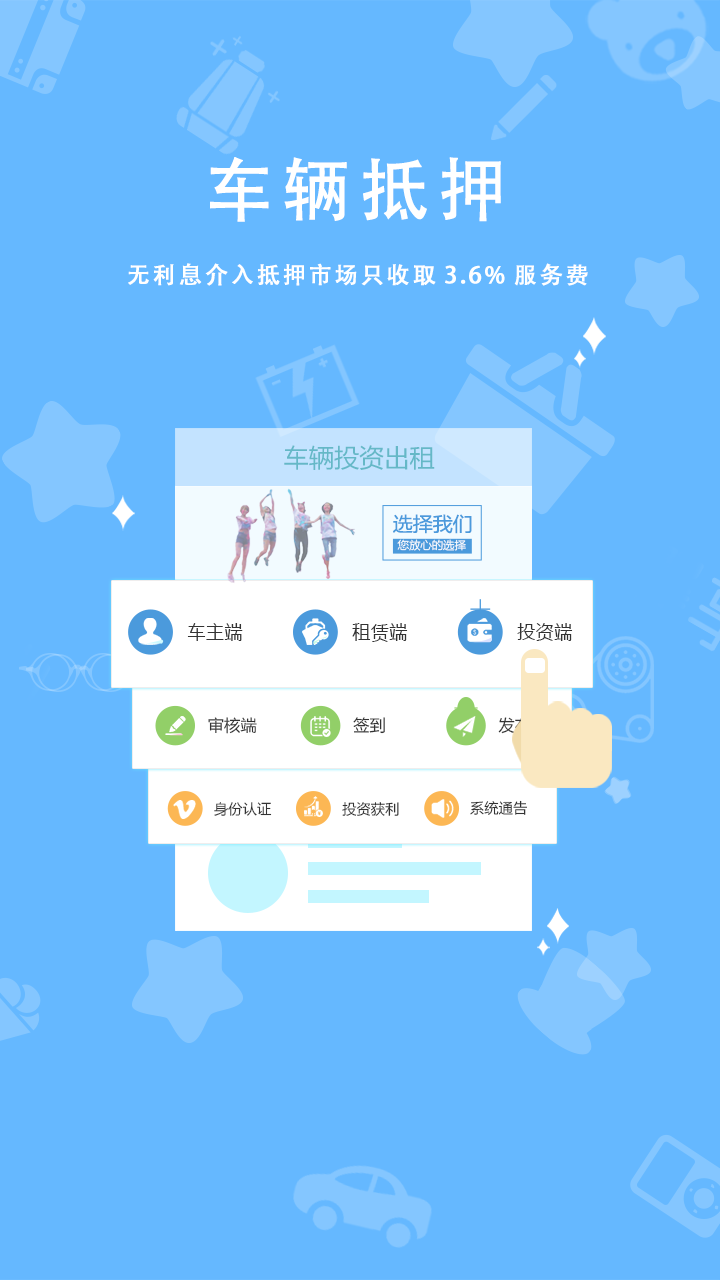 车辆抵押
无利息介入抵押市场只收取 3.6% 服务费
车辆投资出租
选择我们
您放心的选择
车主端 租赁端 投资端
审核端 签到 发
身份认证 投资获利 系统通告